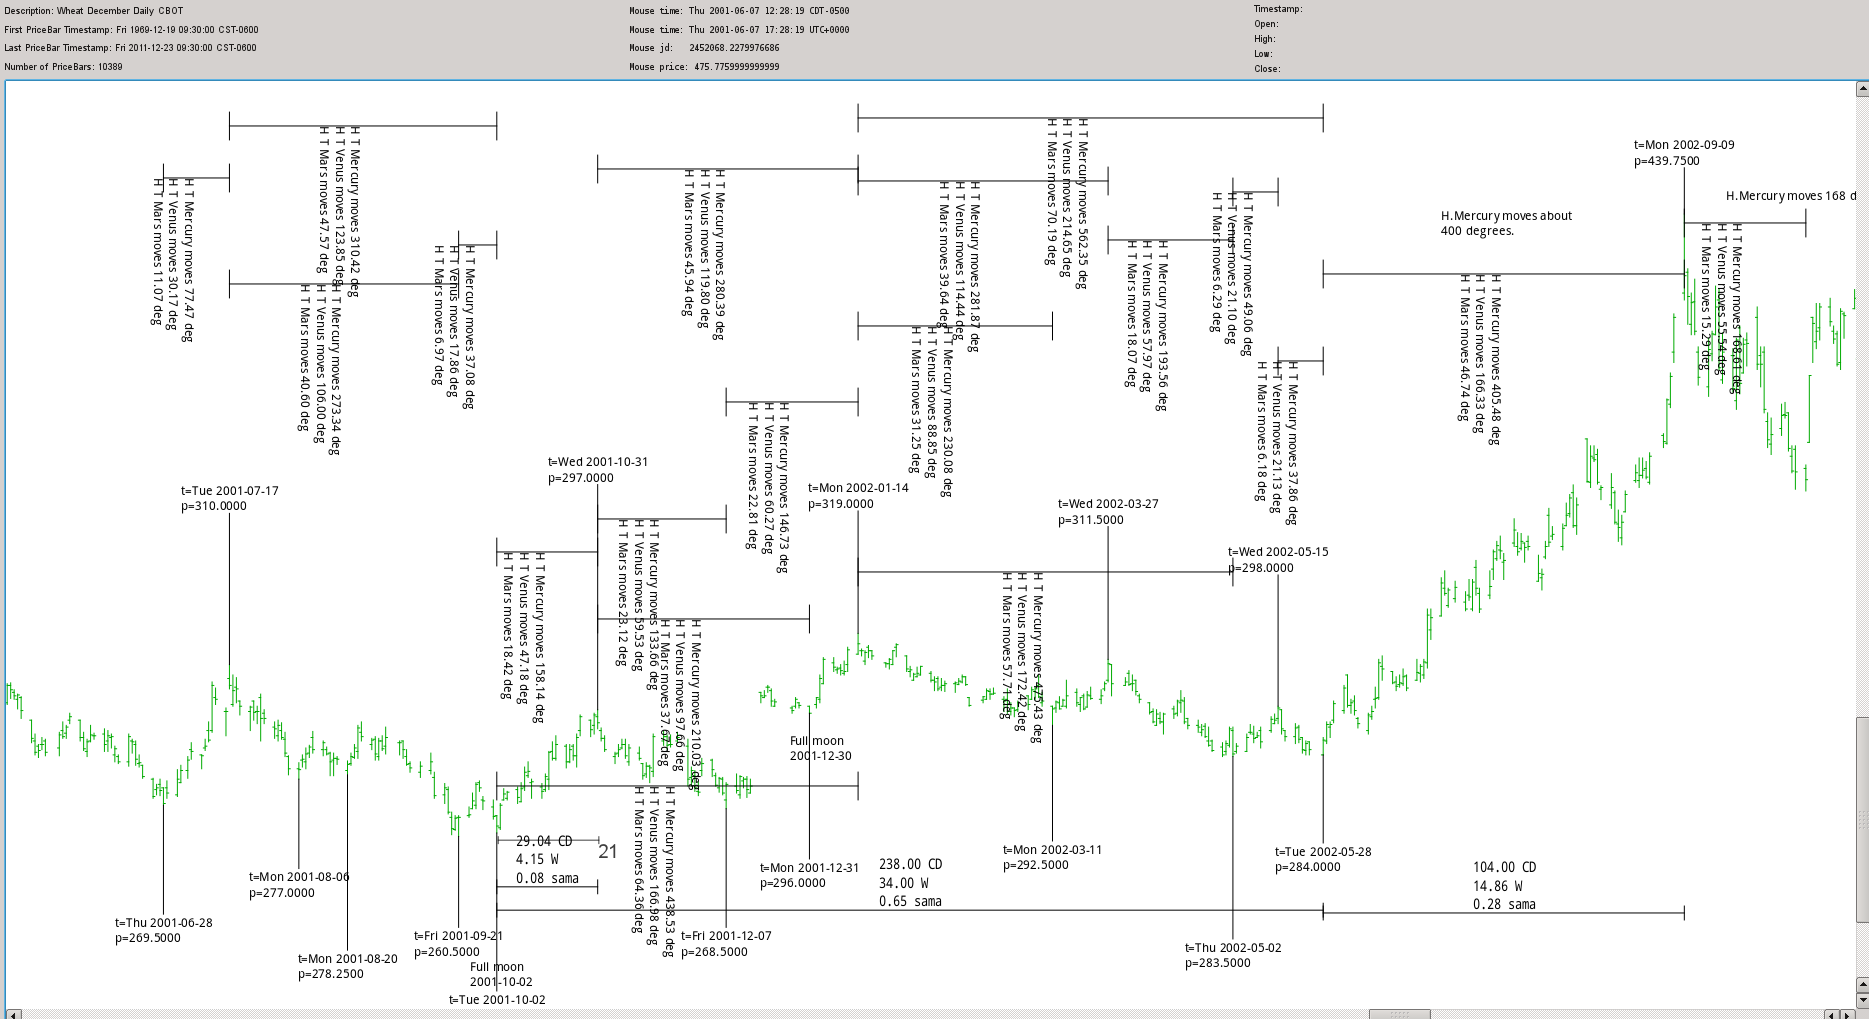 Description: Wheat December Daily CBOT
First PriceBar Timestamp: Fri 1969-12-19 09:30:00 CST-0600
Last PriceBar Timestamp: Fri 2011-12-23 09:30:00 CST-0600
Number of PriceBars: 10389
Mouse time: Thu 2001-06-07 12:28:19 CDT-0500
Mouse time: Thu 2001-06-07 17:28:19 UTC+0000
Mouse jd: 2452068.2279976686
Mouse price: 475.7759999999999
Timestamp:
Open:
High:
Low:
Close:
H T Mercury moves 77.47 deg
H T Venus moves 30.17 deg
H T Mars moves 11.07 deg
H T Mercury moves 310.42 deg
H T Venus moves 123.85 deg
H T Mars moves 47.57 deg
H T Mercury moves 273.34 deg
H T Venus moves 106.00 deg
H T Mars moves 40.60 deg
H T Mercury moves 37.08 deg
H T Venus moves 17.86 deg
H T Mars moves 6.97 deg
H T Mercury moves 280.39 deg
H T Venus moves 119.80 deg
H T Mars moves 45.94 deg
H T Mercury moves 562.35 deg
H T Venus moves 214.65 deg
H T Mars moves 70.19 deg
H T Mercury moves 281.87 deg
H T Venus moves 114.44 deg
H T Mars moves 39.64 deg
H T Mercury moves 230.08 deg
H T Venus moves 88.85 deg
H T Mars moves 31.25 deg
H T Mercury moves 193.56 deg
H T Venus moves 57.97 deg
H T Mars moves 18.07 deg
H T Mercury moves 49.06 deg
H T Venus moves 21.10 deg
H T Mars moves 6.29 deg
H T Mercury moves 37.86 deg
H T Venus moves 21.13 deg
H T Mars moves 6.18 deg
H.Mercury moves about
400 degrees.
H T Mercury moves 405.48 deg
H T Venus moves 166.33 deg
H T Mars moves 46.74 deg
t=Mon 2002-09-09
p=439.7500
H.Mercury moves 168 d
H T Mercury moves 168.61 deg
H T Venus moves 55.54 deg
H T Mars moves 15.29 deg
H T Mercury moves 146.73 deg
H T Venus moves 60.27 deg
H T Mars moves 22.81 deg
t=Tue 2001-07-17
p=310.0000
t=Wed 2001-10-31
p=297.0000
t=Mon 2002-01-14
p=319.0000
t=Wed 2002-03-27
p=311.5000
t=Wed 2002-05-15
p=298.0000
H T Mercury moves 158.14 deg
H T Venus moves 47.18 deg
H T Mars moves 18.42 deg
H T Mercury moves 133.66 deg
H T Venus moves 59.53 deg
H T Mars moves 23.12 deg
H T Mercury moves 210.03 deg
H T Venus moves 97.66 deg
H T Mars moves 37.67 deg
H T Mercury moves 475.43 deg
H T Venus moves 172.42 deg
H T Mars moves 57.71 deg
H T Mercury moves 438.53 deg
H T Venus moves 166.98 deg
H T Mars moves 64.36 deg
Full moon
2001-12-30
29.04 CD
4.15 W
0.08 sama
21
t=Mon 2001-12-31
p=296.0000
238.00 CD
34.00 W
0.65 sama
t=Mon 2002-03-11
p=292.5000
t=Tue 2002-05-28
p=284.0000
104.00 CD
14.86 W
0.28 sama
t=Mon 2001-08-06
p=277.0000
t=Thu 2001-06-28
p=269.5000
t=Mon 2001-08-20
p=278.2500
t=Fri 2001-09-21
p=260.5000
t=Fri 2001-12-07
p=268.5000
t=Thu 2002-05-02
p=283.5000
Full moon
2001-10-02
t=Tue 2001-10-02